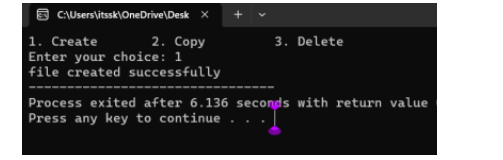 C:\Users\itssk\OneDrive\Desk
1. Create 2. Copy 3. Delete
Enter your choice: 1
file created successfully
--------------------------------
Process exited after 6.136 seconds with return value
Press any key to continue . . .